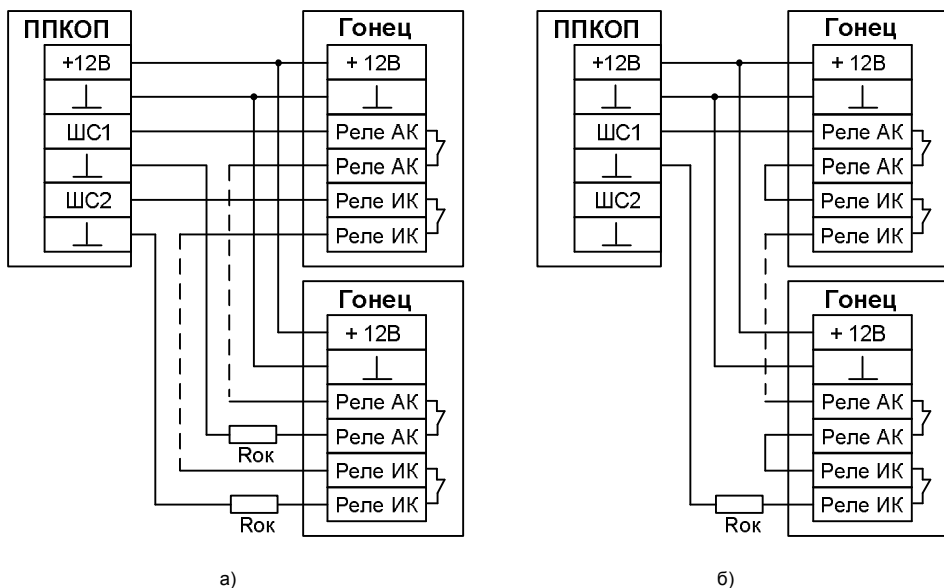 ППКОП
+12В
ШС1
ШС2
Гонец
+ 12В
Реле АК
Реле АК
Реле ИК
Реле ИК
Гонец
+ 12В
Реле АК
Реле АК
Реле ИК
Реле ИК
Rок
Rок
а)
ППКОП
+12В
ШС1
ШС2
Гонец
+ 12В
Реле АК
Реле АК
Реле ИК
Реле ИК
Гонец
+ 12В
Реле АК
Реле АК
Реле ИК
Реле ИК
Rок
б)